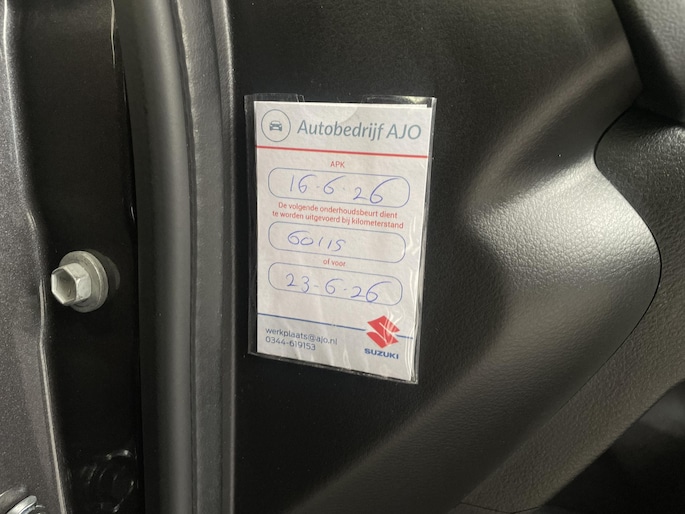 Autobedrijf AJO
APK
16-6-26
De volgende onderhoudsbeurt dient
te worden uitgevoerd bij kilometerstand
60115
of voor
23-6-26
werkplaats@ajo.nl
0344-619153
SUZUKI